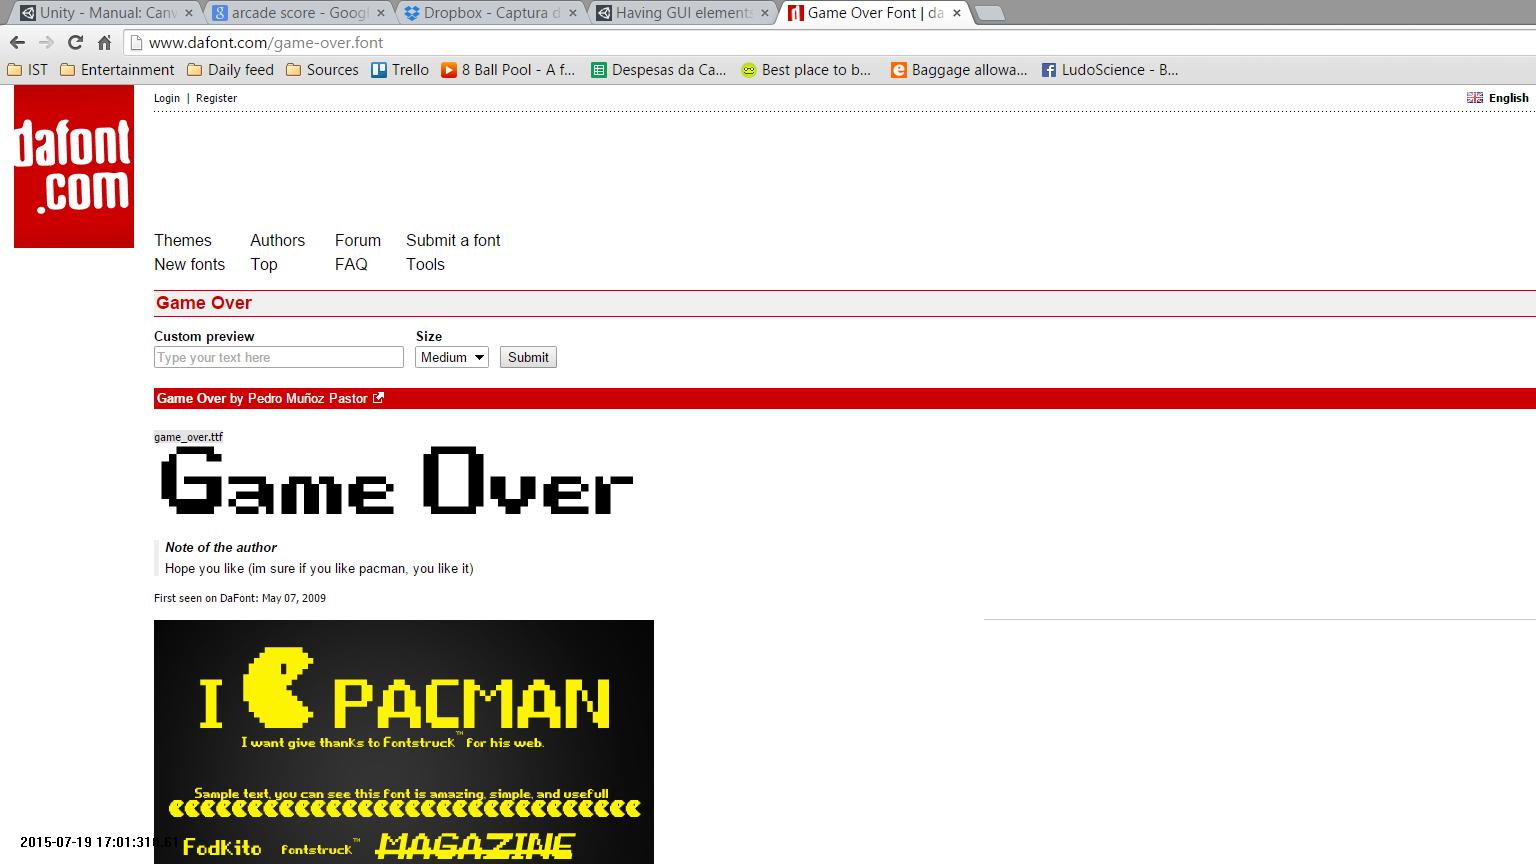 Unity - Manual: Canv
arcade score - Googl
Dropbox - Captura d
Having GUI elements
Game Over Font | da
www.dafont.com/game-over.font
IST Entertainment Daily feed Sources Trello 8 Ball Pool - A f... Despesas da Ca... Best place to b... Baggage allowa... LudoScience - B...
dafont
.com
Login | Register
English
Themes Authors Forum Submit a font
New fonts Top FAQ Tools
Game Over
Custom preview Size
Type your text here Medium Submit
Game Over by Pedro Muñoz Pastor
game_over.ttf
Game Over
Note of the author
Hope you like (im sure if you like pacman, you like it)
First seen on DaFont: May 07, 2009
I PACMAN
I want give thanks to Fontstruck™ for his web.
Sample text, you can see this font is amazing, simple, and usefull
FodKito fontstruck™ MAGAZINE
2015-07-19 17:01:31